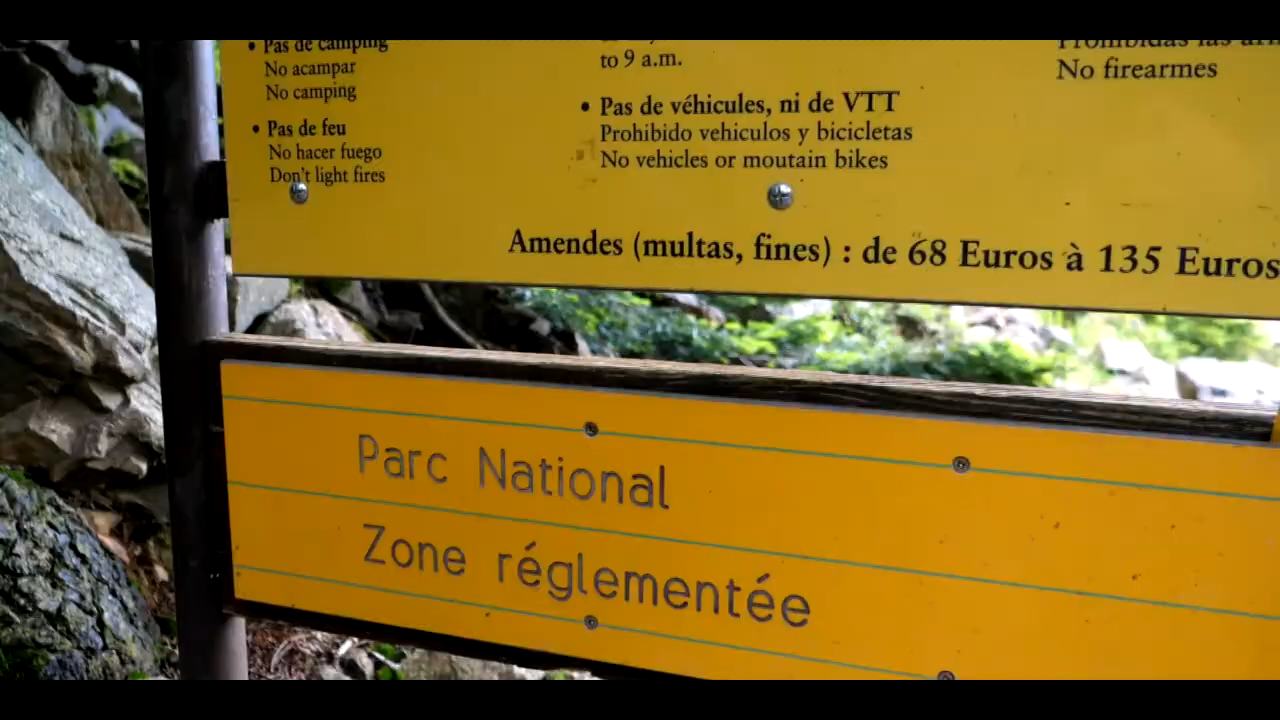 • Pas de camping
No acampar
No camping
• Pas de feu
No hacer fuego
Don't light fires
to 9 a.m.
• Pas de véhicules, ni de VTT
Prohibido vehiculos y bicicletas
No vehicles or moutain bikes
Prohibidas las
No firearmes
Amendes (multas, fines) : de 68 Euros à 135 Euros
Parc National
Zone réglementée